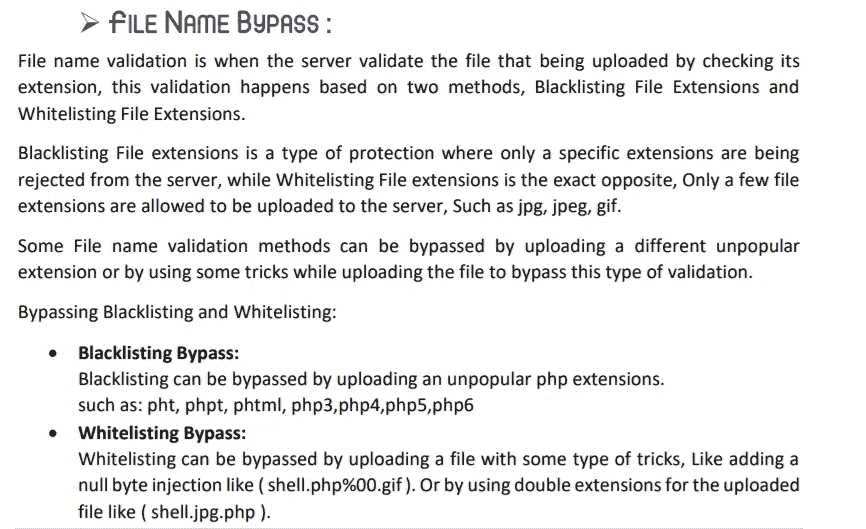 ➢ FILE NAME BYPASS :
File name validation is when the server validate the file that being uploaded by checking its
extension, this validation happens based on two methods, Blacklisting File Extensions and
Whitelisting File Extensions.
Blacklisting File extensions is a type of protection where only a specific extensions are being
rejected from the server, while Whitelisting File extensions is the exact opposite, Only a few file
extensions are allowed to be uploaded to the server, Such as jpg, jpeg, gif.
Some File name validation methods can be bypassed by uploading a different unpopular
extension or by using some tricks while uploading the file to bypass this type of validation.
Bypassing Blacklisting and Whitelisting:
• Blacklisting Bypass:
Blacklisting can be bypassed by uploading an unpopular php extensions.
such as: pht, phpt, phtml, php3,php4,php5,php6
• Whitelisting Bypass:
Whitelisting can be bypassed by uploading a file with some type of tricks, Like adding a
null byte injection like ( shell.php%00.gif ). Or by using double extensions for the uploaded
file like ( shell.jpg.php ).